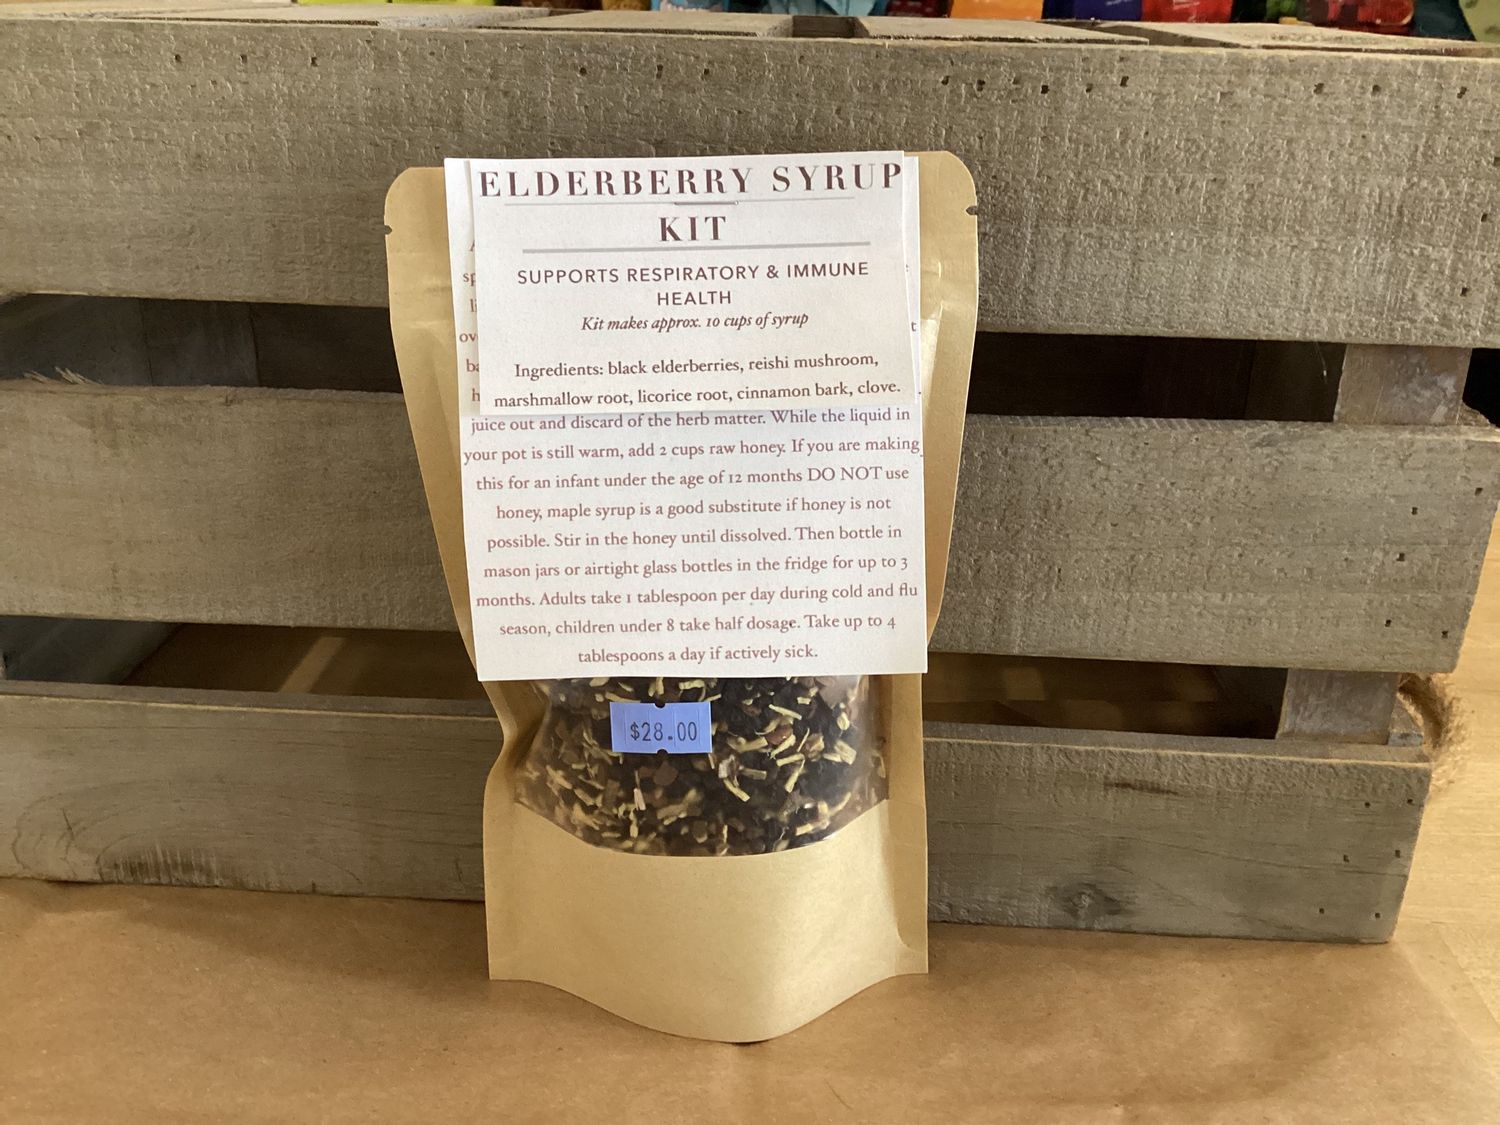 ELDERBERRY SYRUP
KIT
SUPPORTS RESPIRATORY & IMMUNE
HEALTH
Kit makes approx. 10 cups of syrup
Ingredients: black elderberries, reishi mushroom,
marshmallow root, licorice root, cinnamon bark, clove.
juice out and discard of the herb matter. While the liquid in
your pot is still warm, add 2 cups raw honey. If you are making
this for an infant under the age of 12 months DO NOT use
honey, maple syrup is a good substitute if honey is not
possible. Stir in the honey until dissolved. Then bottle in
mason jars or airtight glass bottles in the fridge for up to 3
months. Adults take 1 tablespoon per day during cold and flu
season, children under 8 take half dosage. Take up to 4
tablespoons a day if actively sick.
$28.00